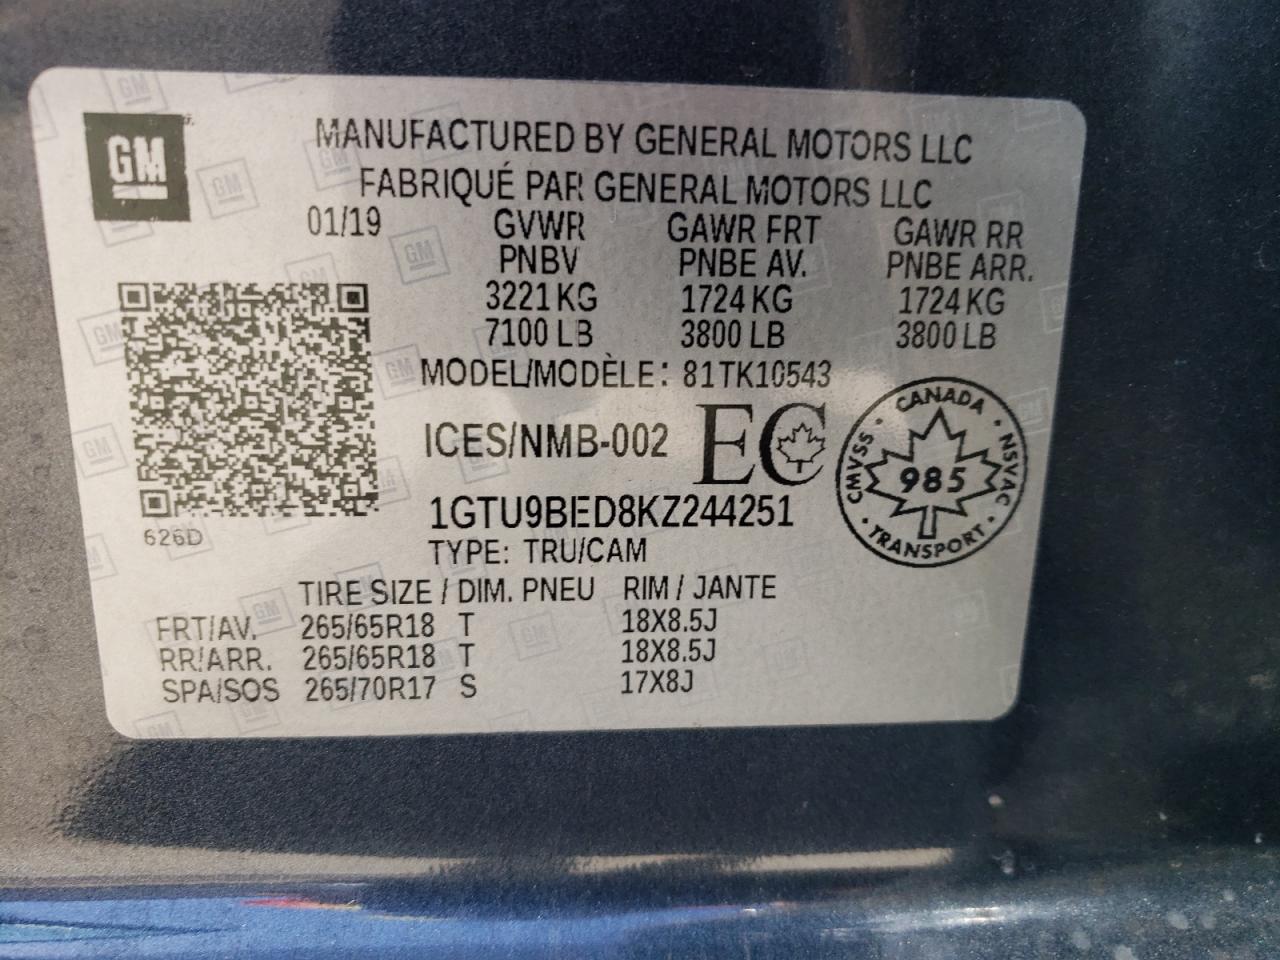 GM
MANUFACTURED BY GENERAL MOTORS LLC
FABRIQUÉ PAR GENERAL MOTORS LLC
01/19 GVWR GAWR FRT GAWR RR
PNBV PNBE AV. PNBE ARR.
3221 KG 1724 KG 1724 KG
7100 LB 3800 LB 3800 LB
MODEL/MODÈLE: 81TK10543
ICES/NMB-002 EC
CANADA · NSVAC · TRANSPORT · CMVSS ·
985
1GTU9BED8KZ244251
626D
TYPE: TRU/CAM
TIRE SIZE / DIM. PNEU RIM / JANTE
FRT/AV. 265/65R18 T 18X8.5J
RR/ARR. 265/65R18 T 18X8.5J
SPA/SOS 265/70R17 S 17X8J